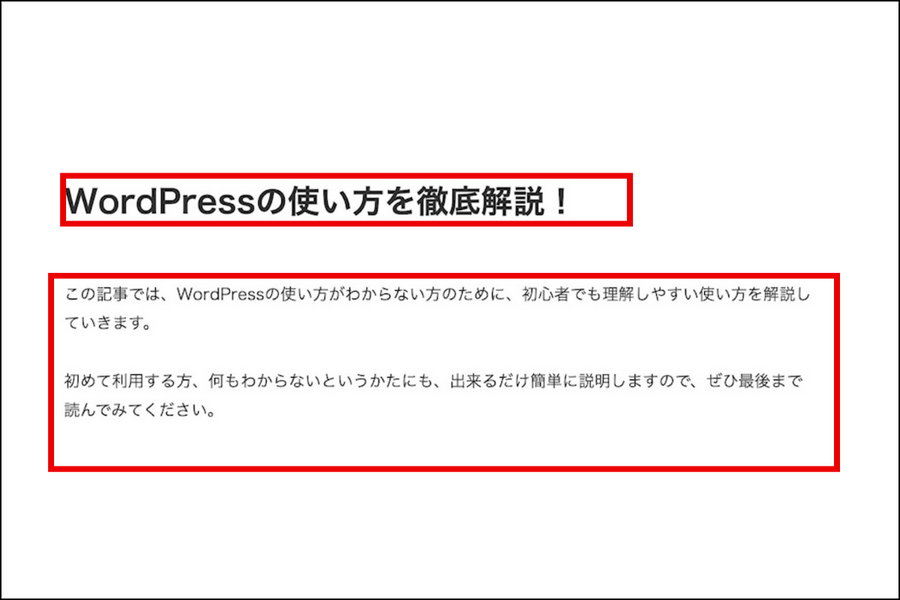 WordPressの使い方を徹底解説！
この記事では、WordPressの使い方がわからない方のために、初心者でも理解しやすい使い方を解説し
ていきます。
初めて利用する方、何もわからないというかたにも、出来るだけ簡単に説明しますので、ぜひ最後まで
読んでみてください。